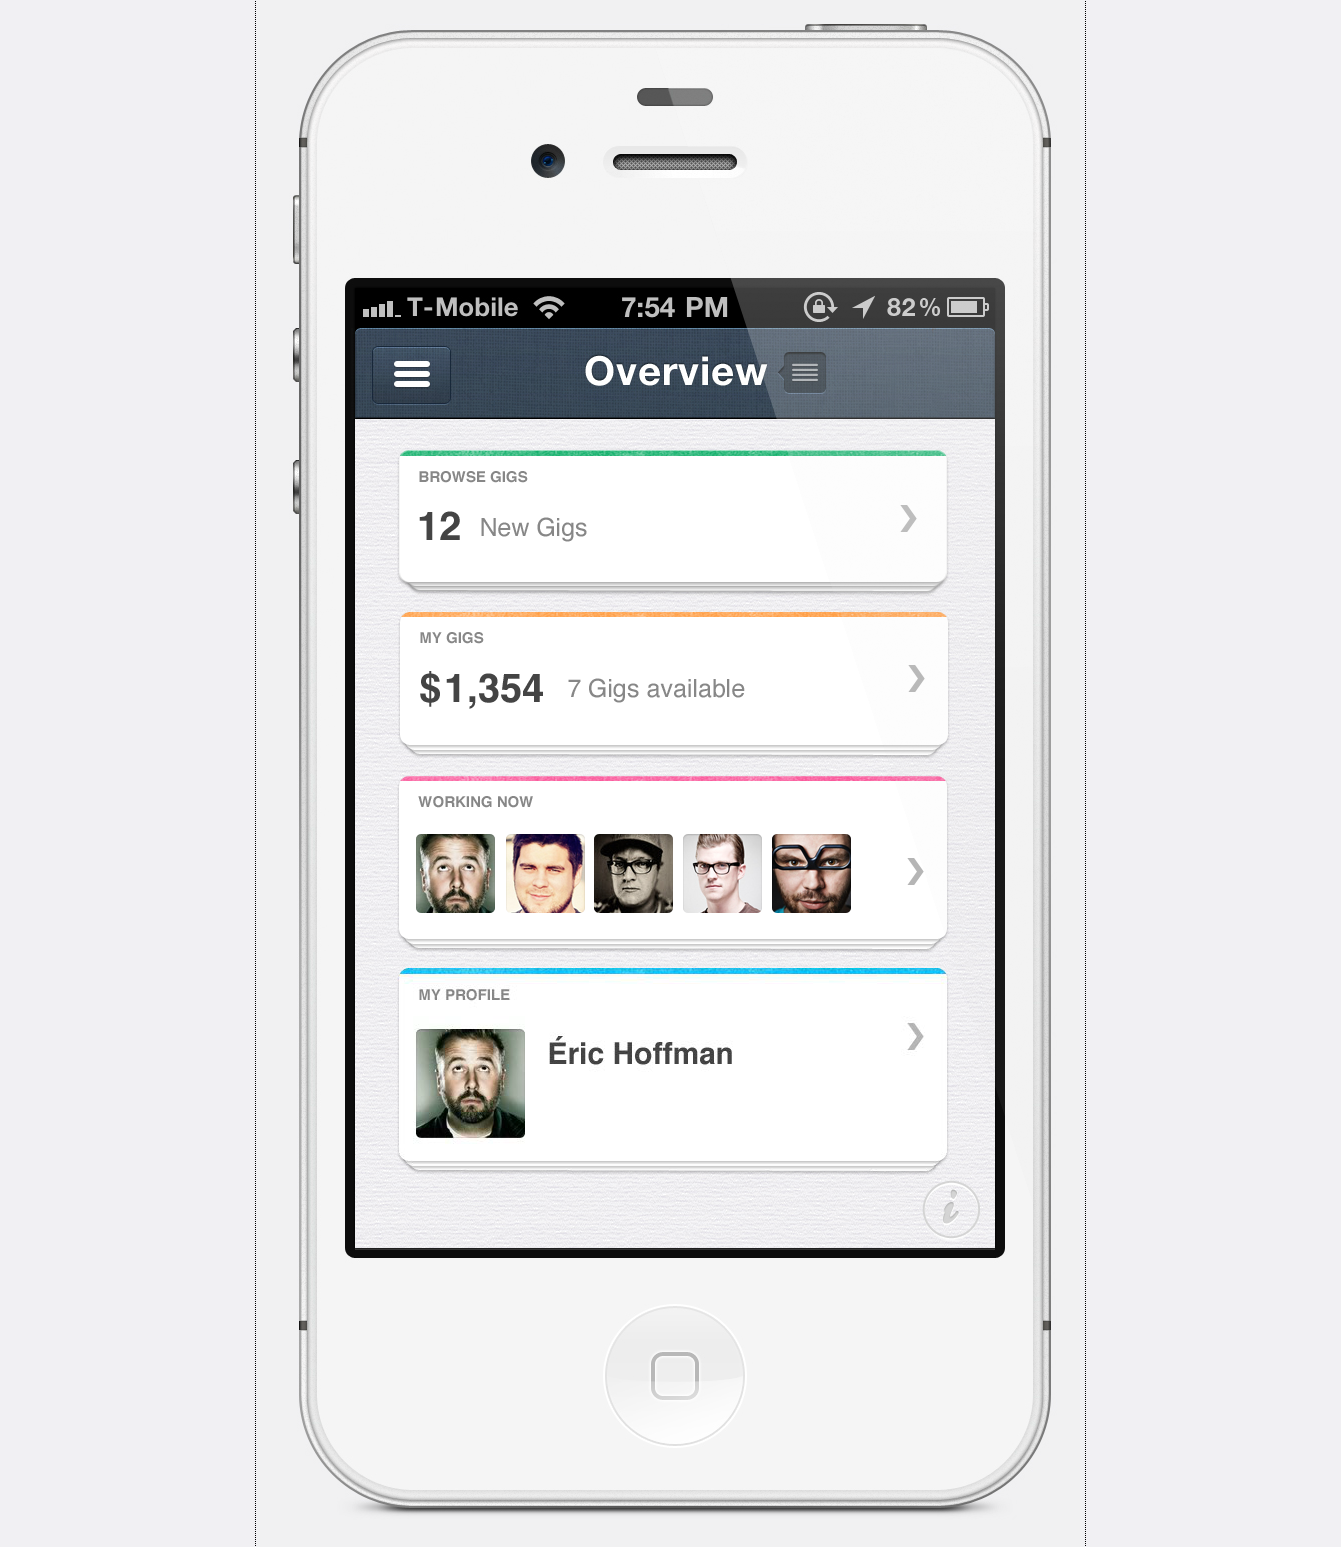 T-Mobile 7:54 PM 82%
Overview
BROWSE GIGS
12 New Gigs
MY GIGS
$1,354 7 Gigs available
WORKING NOW
MY PROFILE
Éric Hoffman
i